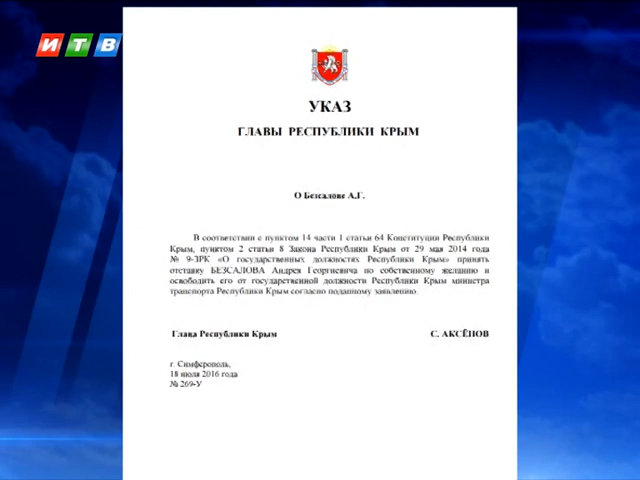 ИТВ
УКАЗ
ГЛАВЫ РЕСПУБЛИКИ КРЫМ
О Безсалове А.Г.
В соответствии с пунктом 14 части 1 статьи 64 Конституции Республики
Крым, пунктом 2 статьи 8 Закона Республики Крым от 29 мая 2014 года
№ 9-ЗРК «О государственных должностях Республики Крым» принять
отставку БЕЗСАЛОВА Андрея Георгиевича по собственному желанию и
освободить его от государственной должности Республики Крым министра
транспорта Республики Крым согласно поданному заявлению.
Глава Республики Крым С. АКСЁНОВ
г. Симферополь,
18 июля 2016 года
№ 269-У